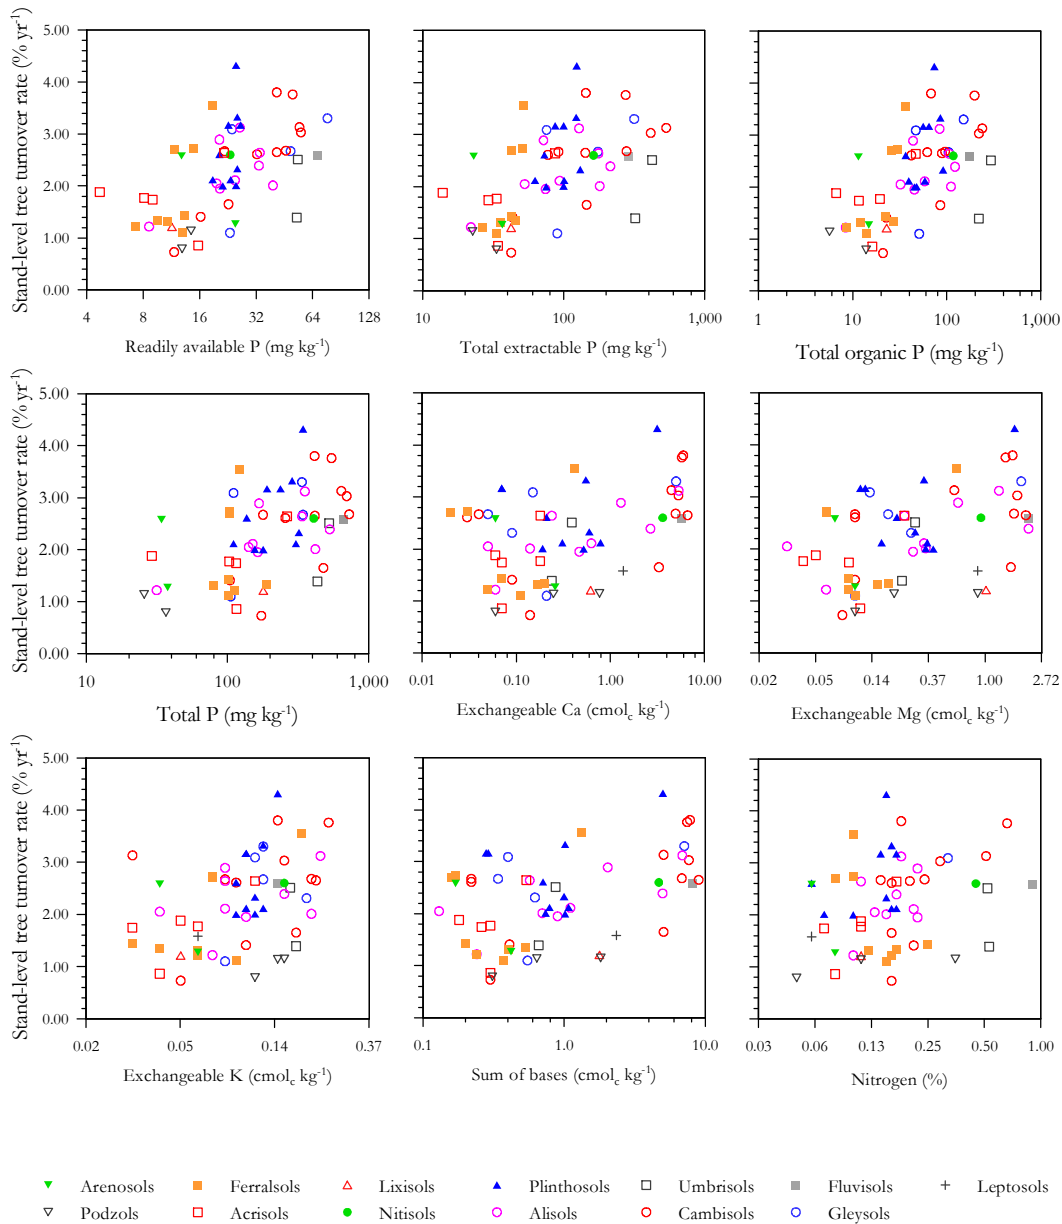 Stand-level tree turnover rate (% yr-1)
5.00
4.00
3.00
2.00
1.00
0.00
4 8 16 32 64 128
Readily available P (mg kg-1)
10 100 1,000
Total extractable P (mg kg-1)
1 10 100 1,000
Total organic P (mg kg-1)
Stand-level tree turnover rate (% yr-1)
5.00
4.00
3.00
2.00
1.00
0.00
10 100 1,000
Total P (mg kg-1)
0.01 0.10 1.00 10.00
Exchangeable Ca (cmolc kg-1)
0.02 0.05 0.14 0.37 1.00 2.72
Exchangeable Mg (cmolc kg-1)
Stand-level tree turnover rate (% yr-1)
5.00
4.00
3.00
2.00
1.00
0.00
0.02 0.05 0.14 0.37
Exchangeable K (cmolc kg-1)
0.1 1.0 10.0
Sum of bases (cmolc kg-1)
0.03 0.06 0.13 0.25 0.50 1.00
Nitrogen (%)
Arenosols Ferralsols Lixisols Plinthosols Umbrisols Fluvisols Leptosols
Podzols Acrisols Nitisols Alisols Cambisols Gleysols